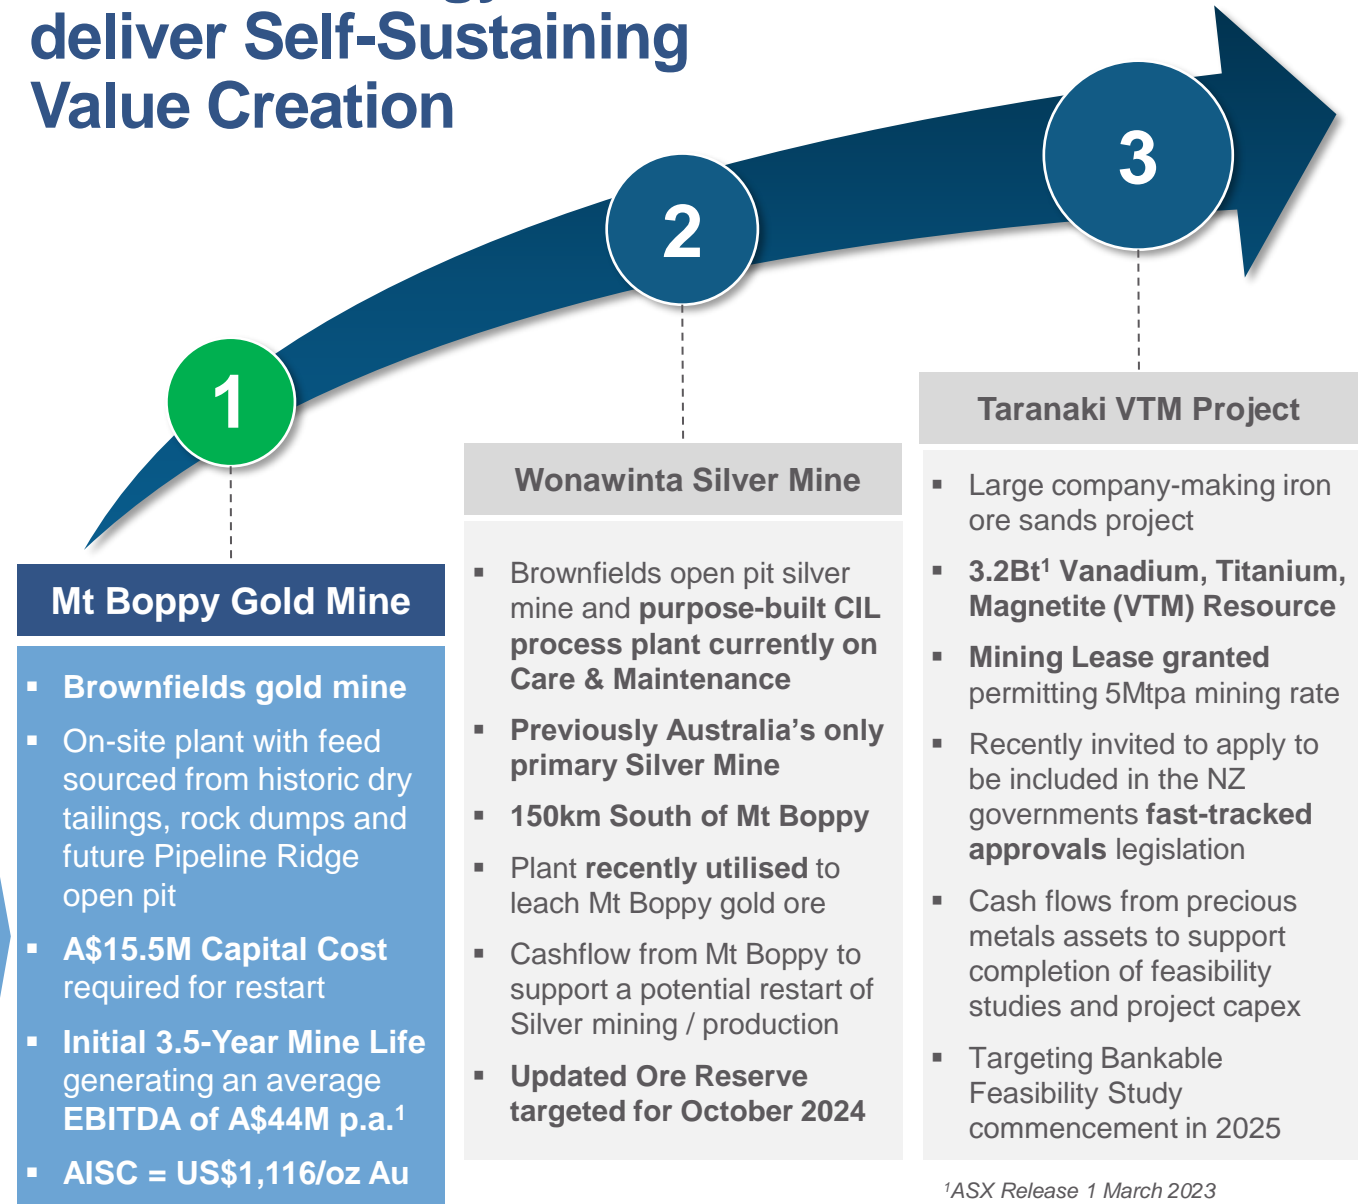 deliver Self-Sustaining
Value Creation
1
2
3
Mt Boppy Gold Mine
▪ Brownfields gold mine
▪ On-site plant with feed
sourced from historic dry
tailings, rock dumps and
future Pipeline Ridge
open pit
▪ A$15.5M Capital Cost
required for restart
▪ Initial 3.5-Year Mine Life
generating an average
EBITDA of A$44M p.a.¹
▪ AISC = US$1,116/oz Au
Wonawinta Silver Mine
▪ Brownfields open pit silver
mine and purpose-built CIL
process plant currently on
Care & Maintenance
▪ Previously Australia's only
primary Silver Mine
▪ 150km South of Mt Boppy
▪ Plant recently utilised to
leach Mt Boppy gold ore
▪ Cashflow from Mt Boppy to
support a potential restart of
Silver mining / production
▪ Updated Ore Reserve
targeted for October 2024
Taranaki VTM Project
▪ Large company-making iron
ore sands project
▪ 3.2Bt¹ Vanadium, Titanium,
Magnetite (VTM) Resource
▪ Mining Lease granted
permitting 5Mtpa mining rate
▪ Recently invited to apply to
be included in the NZ
governments fast-tracked
approvals legislation
▪ Cash flows from precious
metals assets to support
completion of feasibility
studies and project capex
▪ Targeting Bankable
Feasibility Study
commencement in 2025
¹ASX Release 1 March 2023